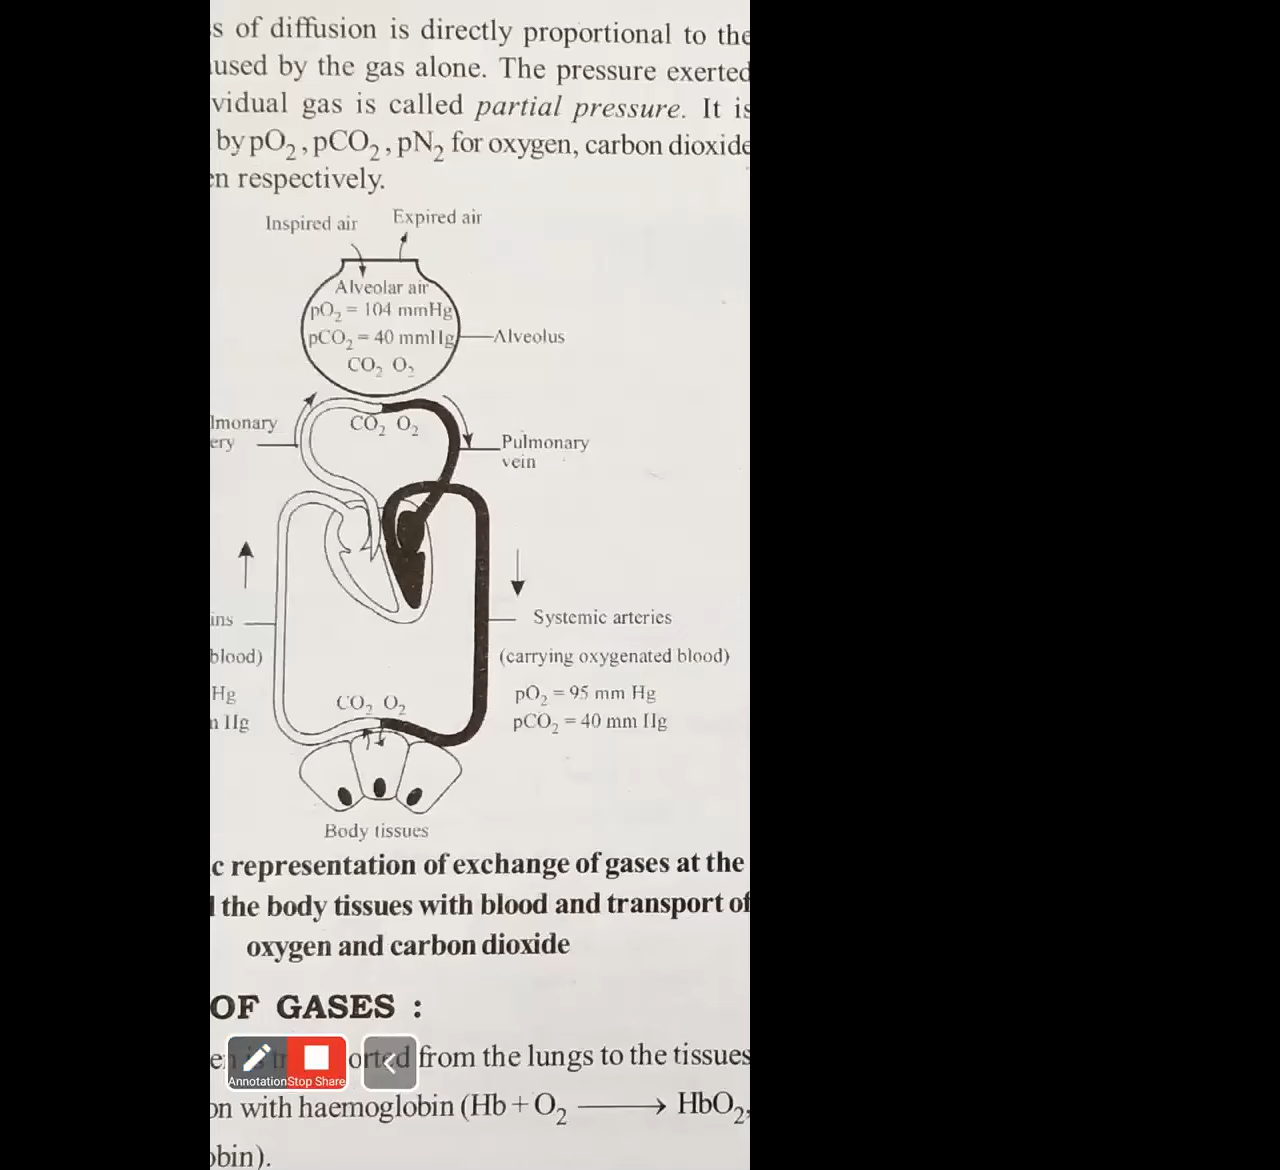 s of diffusion is directly proportional to the
used by the gas alone. The pressure exerted
vidual gas is called partial pressure. It is
by pO₂, pCO₂, pN₂ for oxygen, carbon dioxide
en respectively.
Inspired air Expired air
Alveolar air
pO₂ = 104 mmHg
pCO₂ = 40 mmHg
Alveolus
CO₂ O₂
lmonary
ery
CO₂ O₂
Pulmonary
vein
ins
Systemic arteries
blood)
(carrying oxygenated blood)
Hg
pO₂ = 95 mm Hg
Hg
pCO₂ = 40 mm Hg
CO₂ O₂
Body tissues
c representation of exchange of gases at the
the body tissues with blood and transport of
oxygen and carbon dioxide
OF GASES :
orted from the lungs to the tissues
Annotation Stop Share
on with haemoglobin (Hb + O₂ ⟶ HbO₂,
obin).